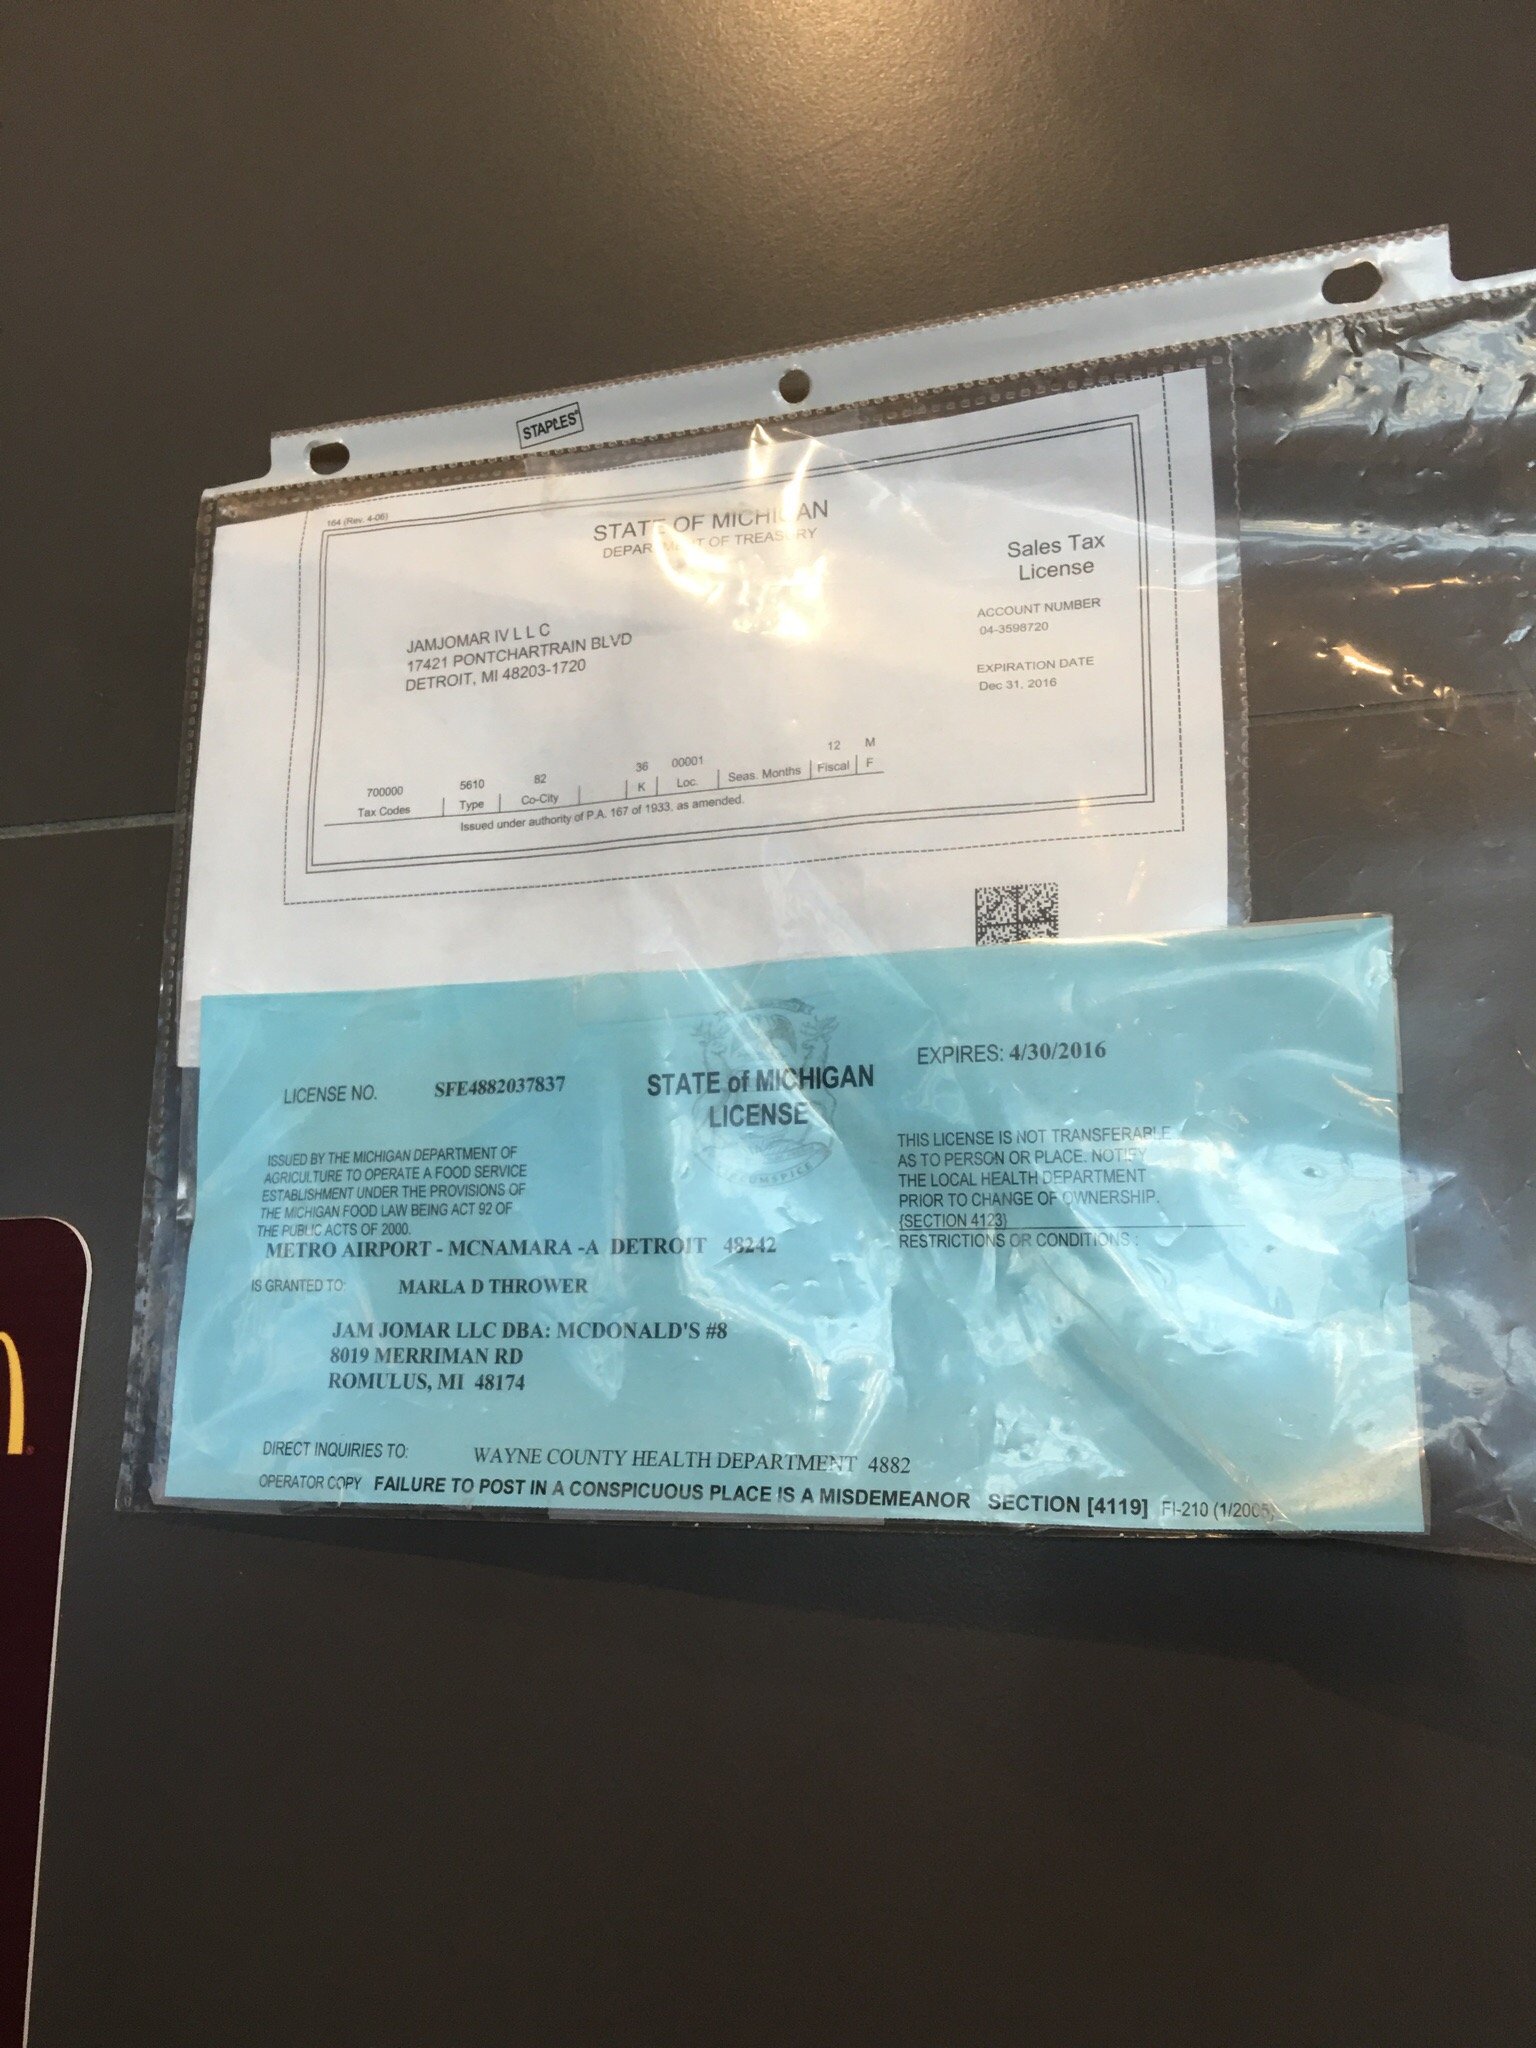 STAPLES®
164 (Rev. 4-06)
STATE OF MICHIGAN
DEPARTMENT OF TREASURY
Sales Tax
License
ACCOUNT NUMBER
04-3598720
EXPIRATION DATE
Dec 31, 2016
JAMJOMAR IV L L C
17421 PONTCHARTRAIN BLVD
DETROIT, MI 48203-1720
700000 5610 82 36 00001 12 M
Tax Codes Type Co-City K Loc. Seas. Months Fiscal F
Issued under authority of P.A. 167 of 1933, as amended.
LICENSE NO. SFE4882037837
STATE of MICHIGAN
LICENSE
EXPIRES: 4/30/2016
ISSUED BY THE MICHIGAN DEPARTMENT OF
AGRICULTURE TO OPERATE A FOOD SERVICE
ESTABLISHMENT UNDER THE PROVISIONS OF
THE MICHIGAN FOOD LAW BEING ACT 92 OF
THE PUBLIC ACTS OF 2000.
THIS LICENSE IS NOT TRANSFERABLE
AS TO PERSON OR PLACE. NOTIFY
THE LOCAL HEALTH DEPARTMENT
PRIOR TO CHANGE OF OWNERSHIP.
{SECTION 4123}
RESTRICTIONS OR CONDITIONS :
METRO AIRPORT - MCNAMARA -A DETROIT 48242
IS GRANTED TO: MARLA D THROWER
JAM JOMAR LLC DBA: MCDONALD'S #8
8019 MERRIMAN RD
ROMULUS, MI 48174
DIRECT INQUIRIES TO: WAYNE COUNTY HEALTH DEPARTMENT 4882
OPERATOR COPY FAILURE TO POST IN A CONSPICUOUS PLACE IS A MISDEMEANOR SECTION [4119] FI-210 (1/2005)